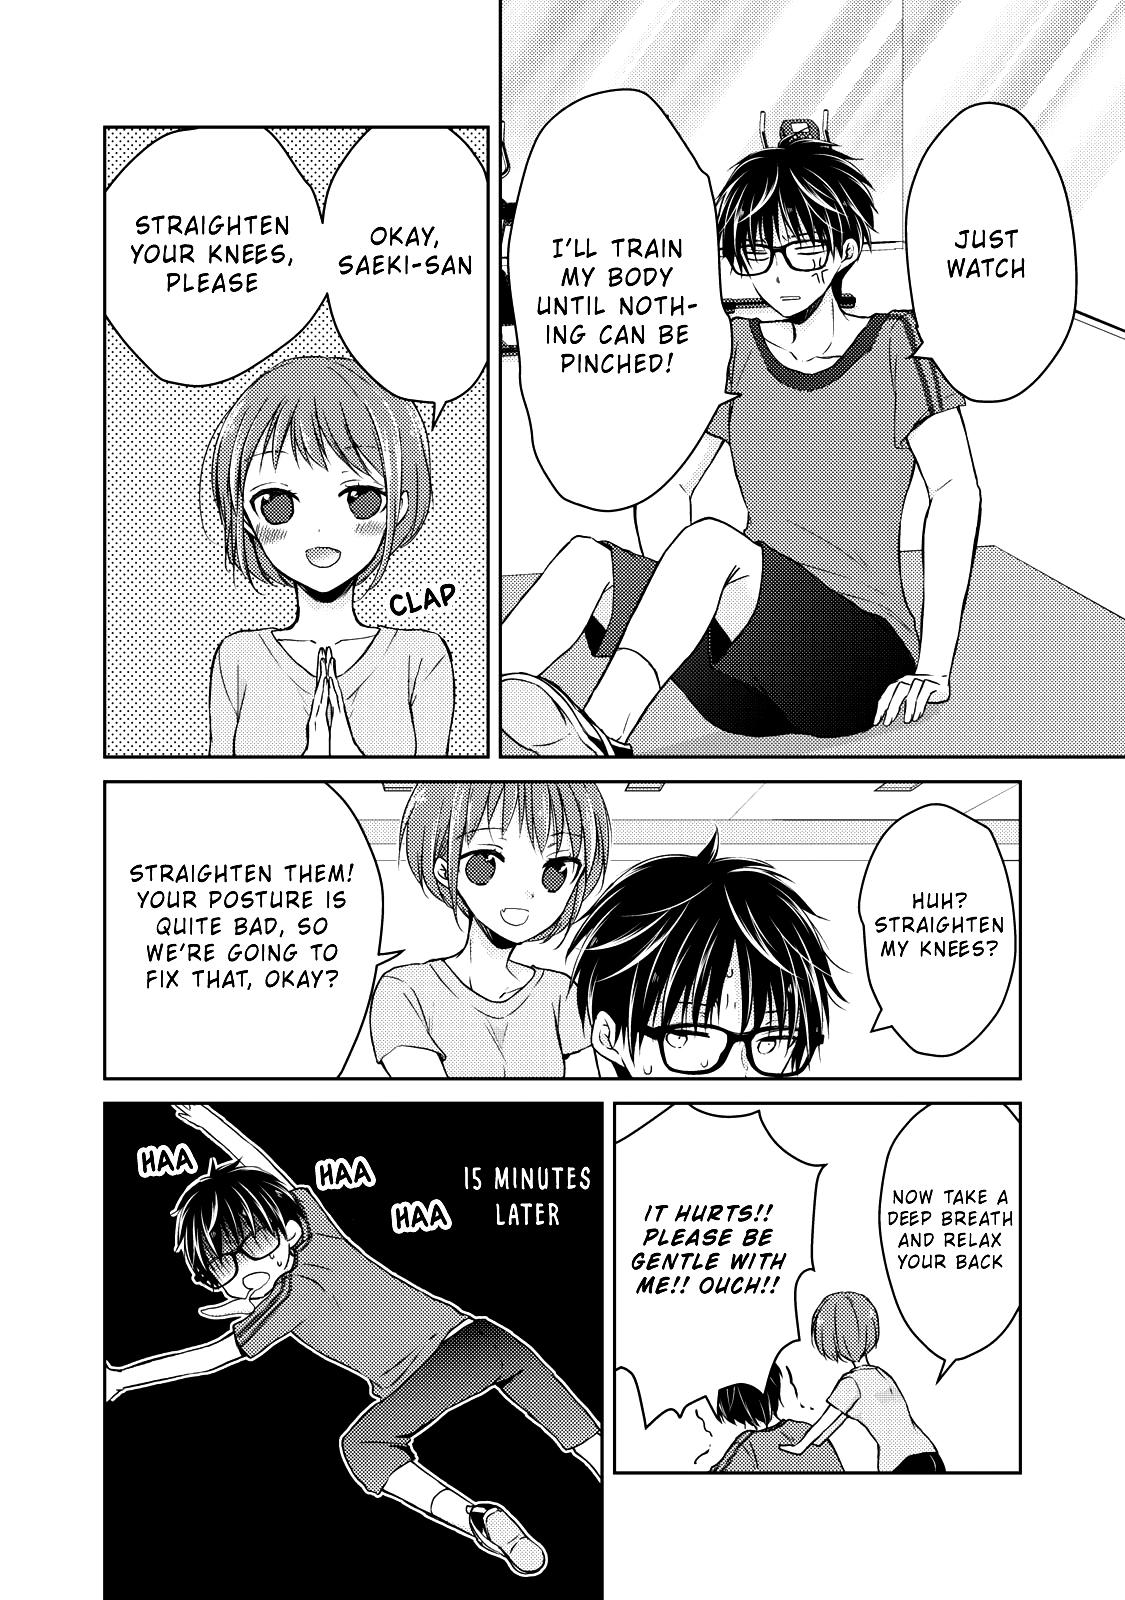 JUST
WATCH
I'LL TRAIN
MY BODY
UNTIL NOTH-
ING CAN BE
PINCHED!
OKAY,
SAEKI-SAN
STRAIGHTEN
YOUR KNEES,
PLEASE
CLAP
HUH?
STRAIGHTEN
MY KNEES?
STRAIGHTEN THEM!
YOUR POSTURE IS
QUITE BAD, SO
WE'RE GOING TO
FIX THAT, OKAY?
NOW TAKE A
DEEP BREATH
AND RELAX
YOUR BACK
IT HURTS!!
PLEASE BE
GENTLE WITH
ME!! OUCH!!
15 MINUTES
LATER
HAA
HAA
HAA